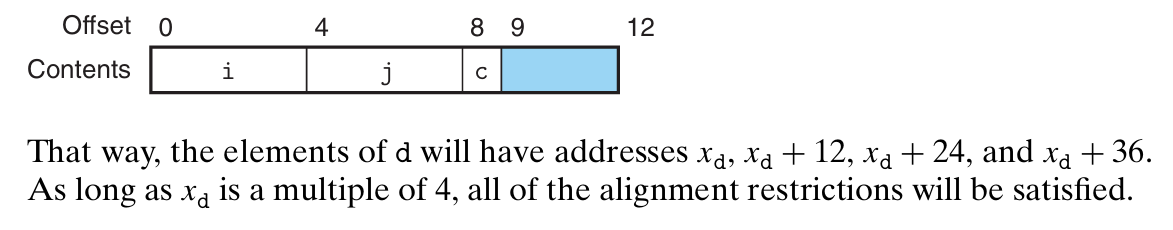 Offset 0 4 8 9 12
Contents i j c
That way, the elements of d will have addresses x_d, x_d + 12, x_d + 24, and x_d + 36.
As long as x_d is a multiple of 4, all of the alignment restrictions will be satisfied.